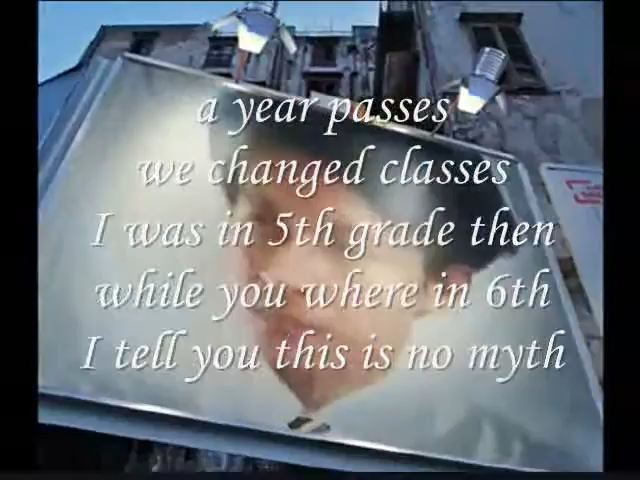 a year passes
we changed classes
I was in 5th grade then
while you where in 6th
I tell you this is no myth